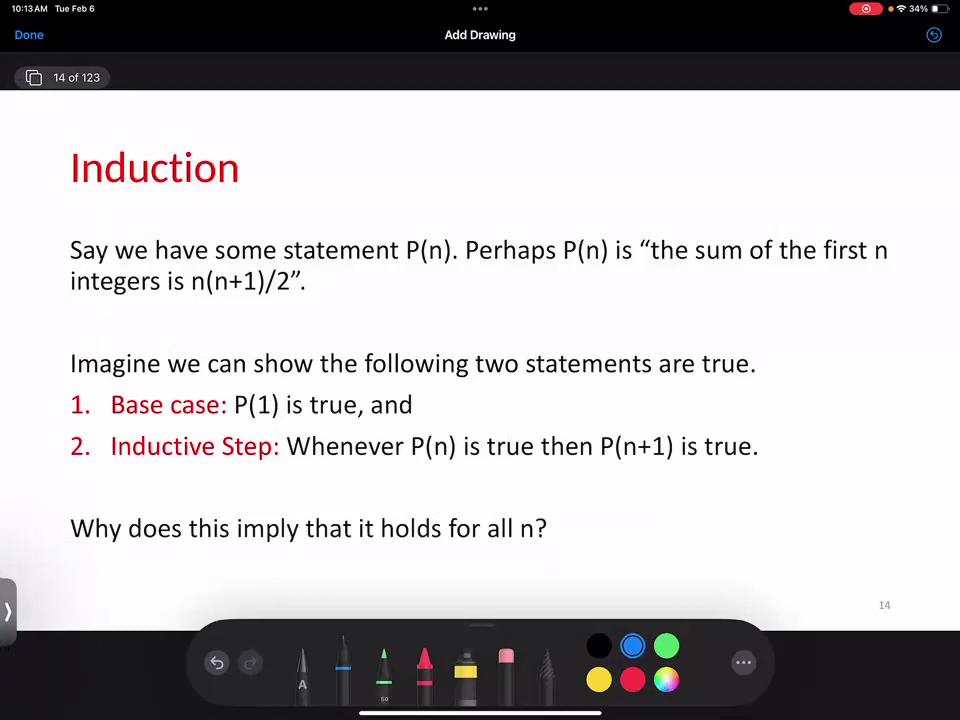 10:13 AM Tue Feb 6
34%
Done
Add Drawing
14 of 123
Induction
Say we have some statement P(n). Perhaps P(n) is “the sum of the first n
integers is n(n+1)/2”.
Imagine we can show the following two statements are true.
1. Base case: P(1) is true, and
2. Inductive Step: Whenever P(n) is true then P(n+1) is true.
Why does this imply that it holds for all n?
14
A
50